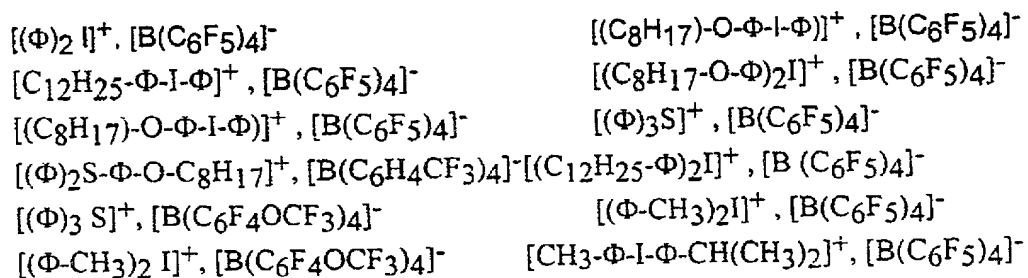 [(Φ)2 I]+, [B(C6F5)4]- [(C8H17)-O-Φ-I-Φ)]+ , [B(C6F5)4]-
[C12H25-Φ-I-Φ]+ , [B(C6F5)4]- [(C8H17-O-Φ)2I]+ , [B(C6F5)4]-
[(C8H17)-O-Φ-I-Φ)]+ , [B(C6F5)4]- [(Φ)3S]+ , [B(C6F5)4]-
[(Φ)2S-Φ-O-C8H17]+, [B(C6H4CF3)4]-[(C12H25-Φ)2I]+ , [B (C6F5)4]-
[(Φ)3 S]+, [B(C6F4OCF3)4]- [(Φ-CH3)2I]+ , [B(C6F5)4]-
[(Φ-CH3)2 I]+, [B(C6F4OCF3)4]- [CH3-Φ-I-Φ-CH(CH3)2]+, [B(C6F5)4]-